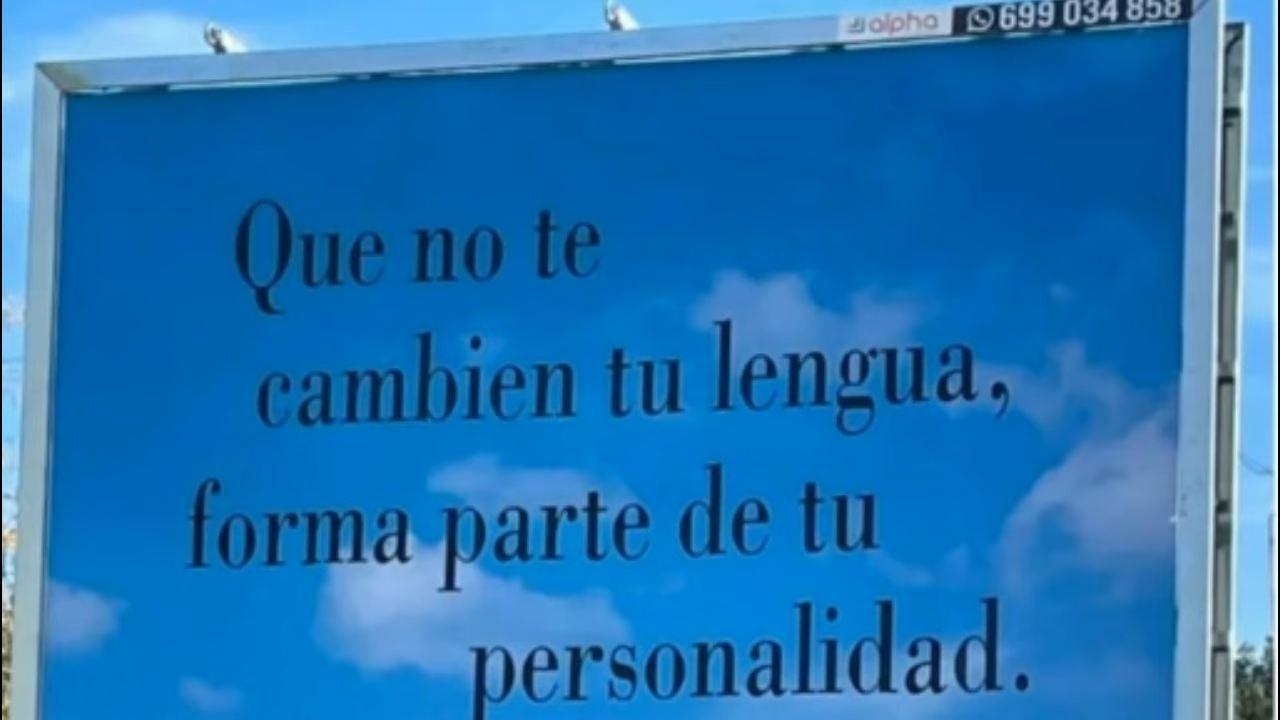 alpha 699 034 858
Que no te
cambien tu lengua,
forma parte de tu
personalidad.